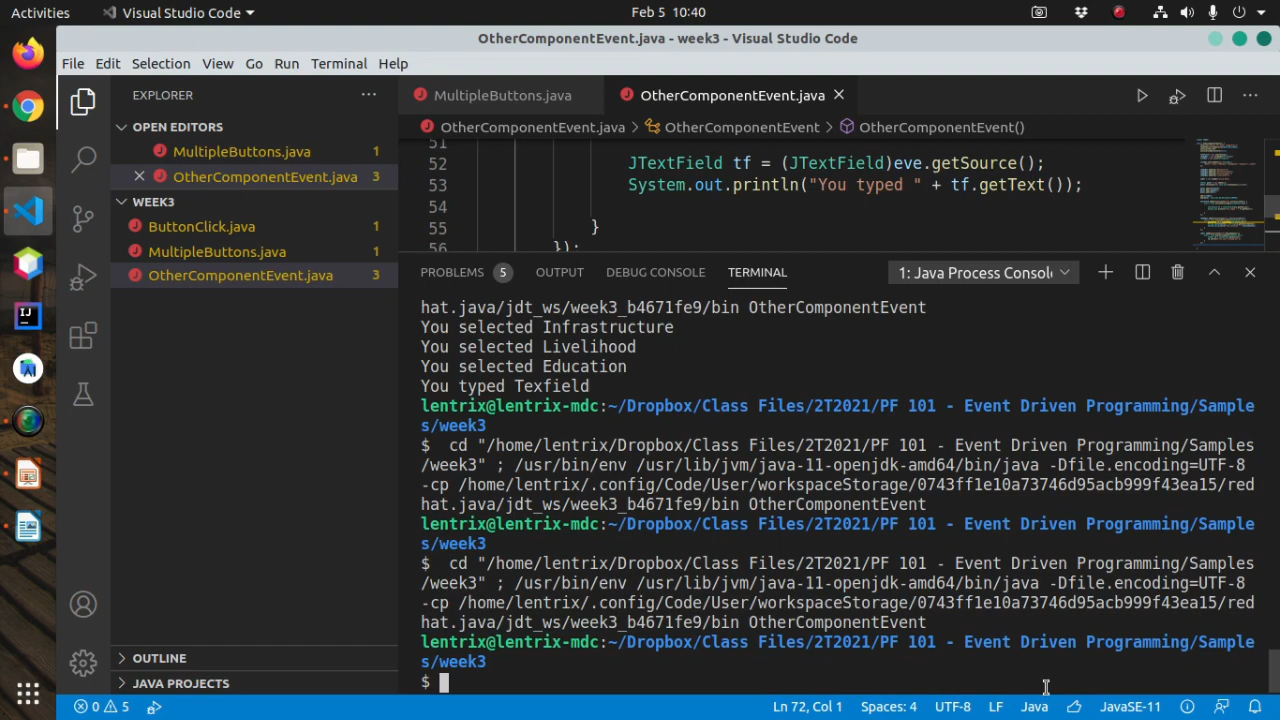 Activities
Visual Studio Code
Feb 5 10:40
OtherComponentEvent.java - week3 - Visual Studio Code
File Edit Selection View Go Run Terminal Help
EXPLORER
OPEN EDITORS
MultipleButtons.java 1
OtherComponentEvent.java 3
WEEK3
ButtonClick.java 1
MultipleButtons.java 1
OtherComponentEvent.java 3
OUTLINE
JAVA PROJECTS
MultipleButtons.java
OtherComponentEvent.java
OtherComponentEvent.java > OtherComponentEvent > OtherComponentEvent()
51
52 JTextField tf = (JTextField)eve.getSource();
53 System.out.println("You typed " + tf.getText());
54
55 }
56 });
PROBLEMS 5 OUTPUT DEBUG CONSOLE TERMINAL
1: Java Process Consol
hat.java/jdt_ws/week3_b4671fe9/bin OtherComponentEvent
You selected Infrastructure
You selected Livelihood
You selected Education
You typed Texfield
lentrix@lentrix-mdc:~/Dropbox/Class Files/2T2021/PF 101 - Event Driven Programming/Sample
s/week3
$ cd "/home/lentrix/Dropbox/Class Files/2T2021/PF 101 - Event Driven Programming/Samples
/week3" ; /usr/bin/env /usr/lib/jvm/java-11-openjdk-amd64/bin/java -Dfile.encoding=UTF-8
-cp /home/lentrix/.config/Code/User/workspaceStorage/0743ff1e10a73746d95acb999f43ea15/red
hat.java/jdt_ws/week3_b4671fe9/bin OtherComponentEvent
lentrix@lentrix-mdc:~/Dropbox/Class Files/2T2021/PF 101 - Event Driven Programming/Sample
s/week3
$ cd "/home/lentrix/Dropbox/Class Files/2T2021/PF 101 - Event Driven Programming/Samples
/week3" ; /usr/bin/env /usr/lib/jvm/java-11-openjdk-amd64/bin/java -Dfile.encoding=UTF-8
-cp /home/lentrix/.config/Code/User/workspaceStorage/0743ff1e10a73746d95acb999f43ea15/red
hat.java/jdt_ws/week3_b4671fe9/bin OtherComponentEvent
lentrix@lentrix-mdc:~/Dropbox/Class Files/2T2021/PF 101 - Event Driven Programming/Sample
s/week3
$
0 5
Ln 72, Col 1 Spaces: 4 UTF-8 LF Java JavaSE-11